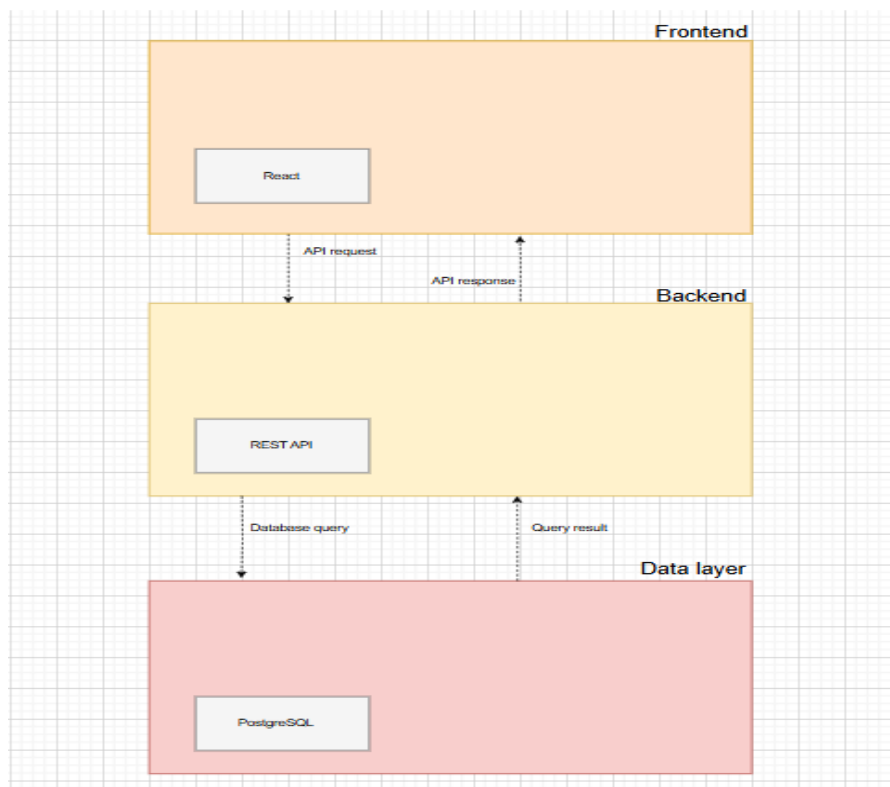 Frontend
React
API request
API response
Backend
REST API
Database query
Query result
Data layer
PostgreSQL